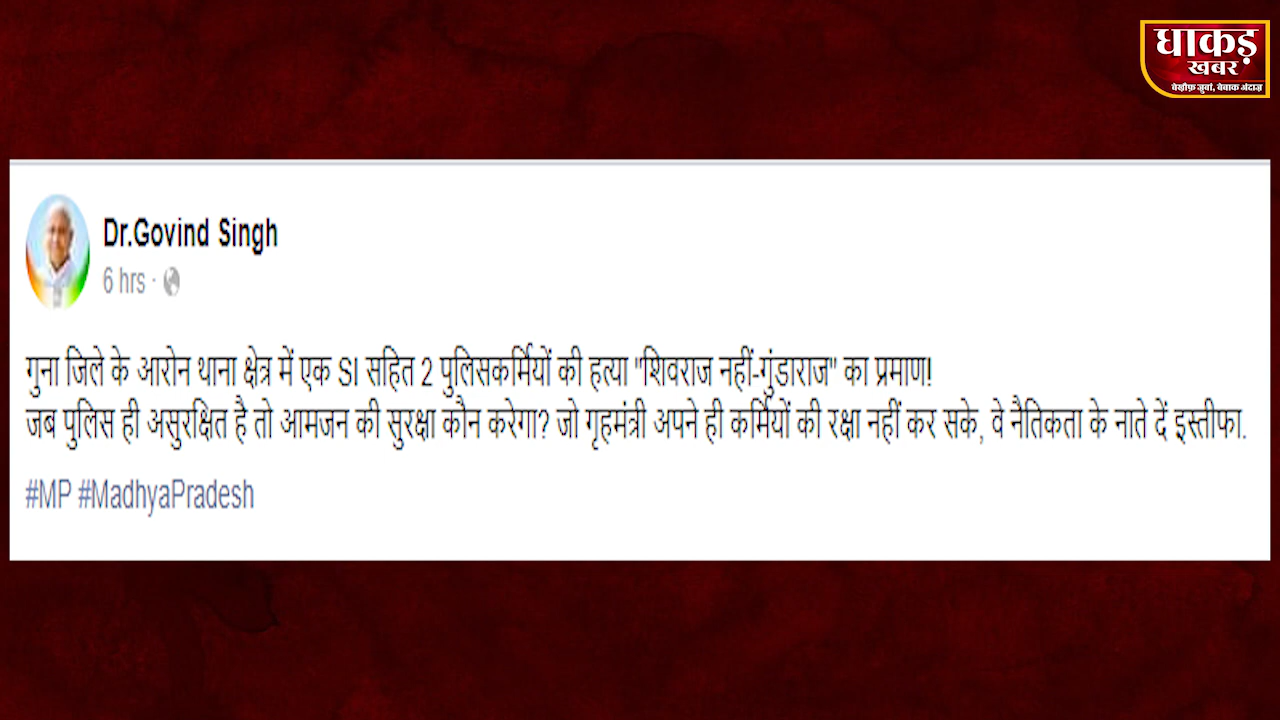 धाकड़
खबर
बेख़ौफ़ जुबां, बेबाक अंदाज़
Dr.Govind Singh
6 hrs ·
गुना जिले के आरोन थाना क्षेत्र में एक SI सहित 2 पुलिसकर्मियों की हत्या "शिवराज नहीं-गुंडाराज" का प्रमाण!
जब पुलिस ही असुरक्षित है तो आमजन की सुरक्षा कौन करेगा? जो गृहमंत्री अपने ही कर्मियों की रक्षा नहीं कर सके, वे नैतिकता के नाते दें इस्तीफा.
#MP #MadhyaPradesh